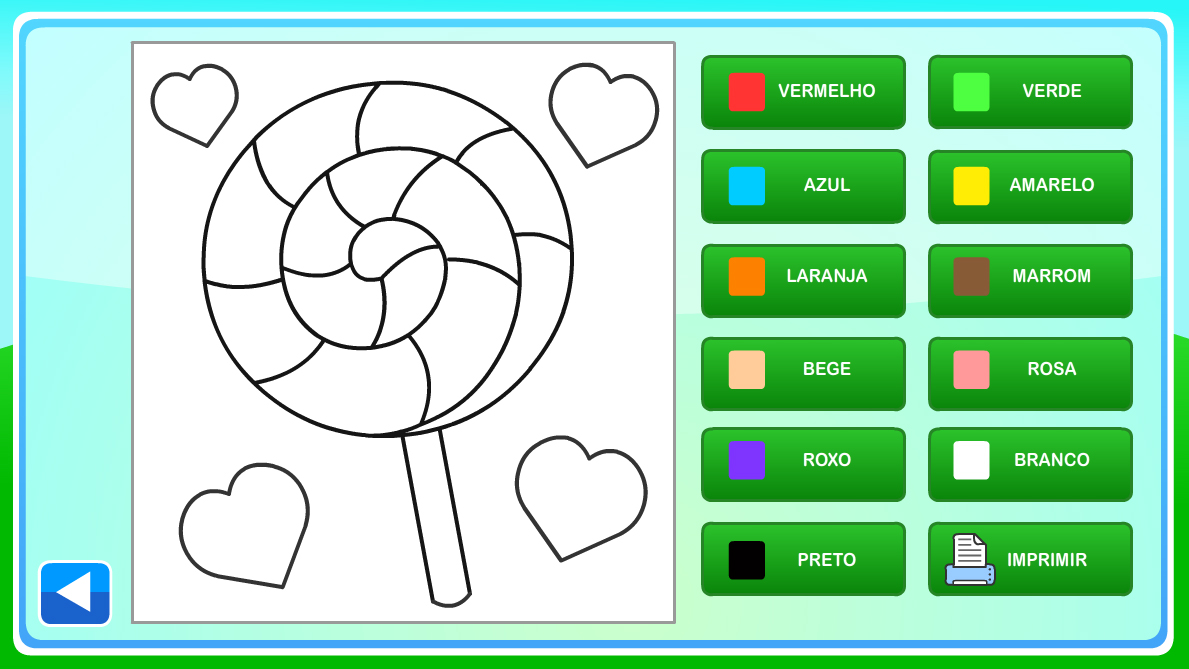 VERMELHO
VERDE
AZUL
AMARELO
LARANJA
MARROM
BEGE
ROSA
ROXO
BRANCO
PRETO
IMPRIMIR